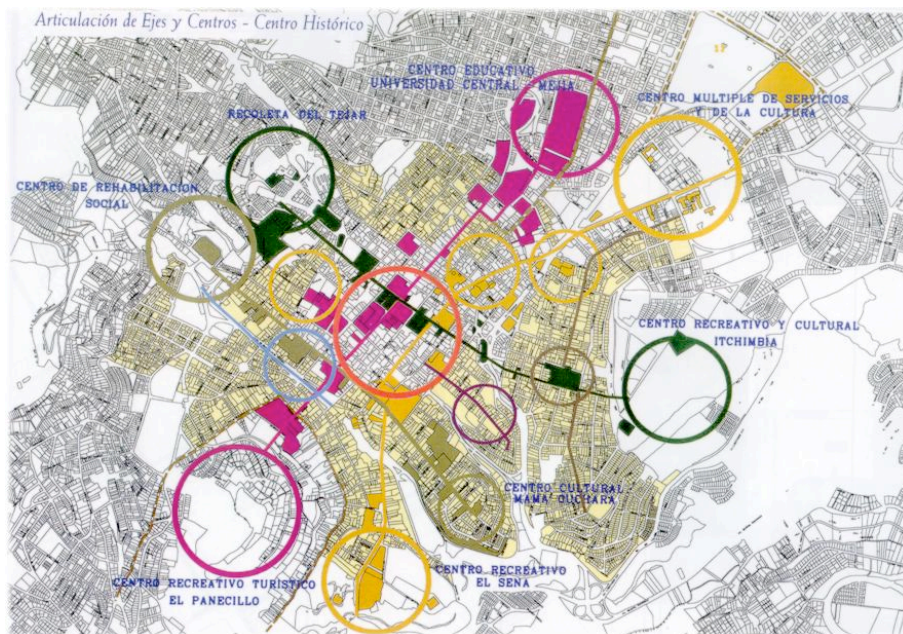 Articulación de Ejes y Centros - Centro Histórico
CENTRO EDUCATIVO
UNIVERSIDAD CENTRAL - MEJIA
RECOLETA DEL TEJAR
CENTRO MULTIPLE DE SERVICIOS
Y DE LA CULTURA
CENTRO DE REHABILITACION
SOCIAL
CENTRO RECREATIVO Y CULTURAL
ITCHIMBIA
CENTRO CULTURAL
MAMA CUCHARA
CENTRO RECREATIVO
EL SENA
CENTRO RECREATIVO TURISTICO
EL PANECILLO